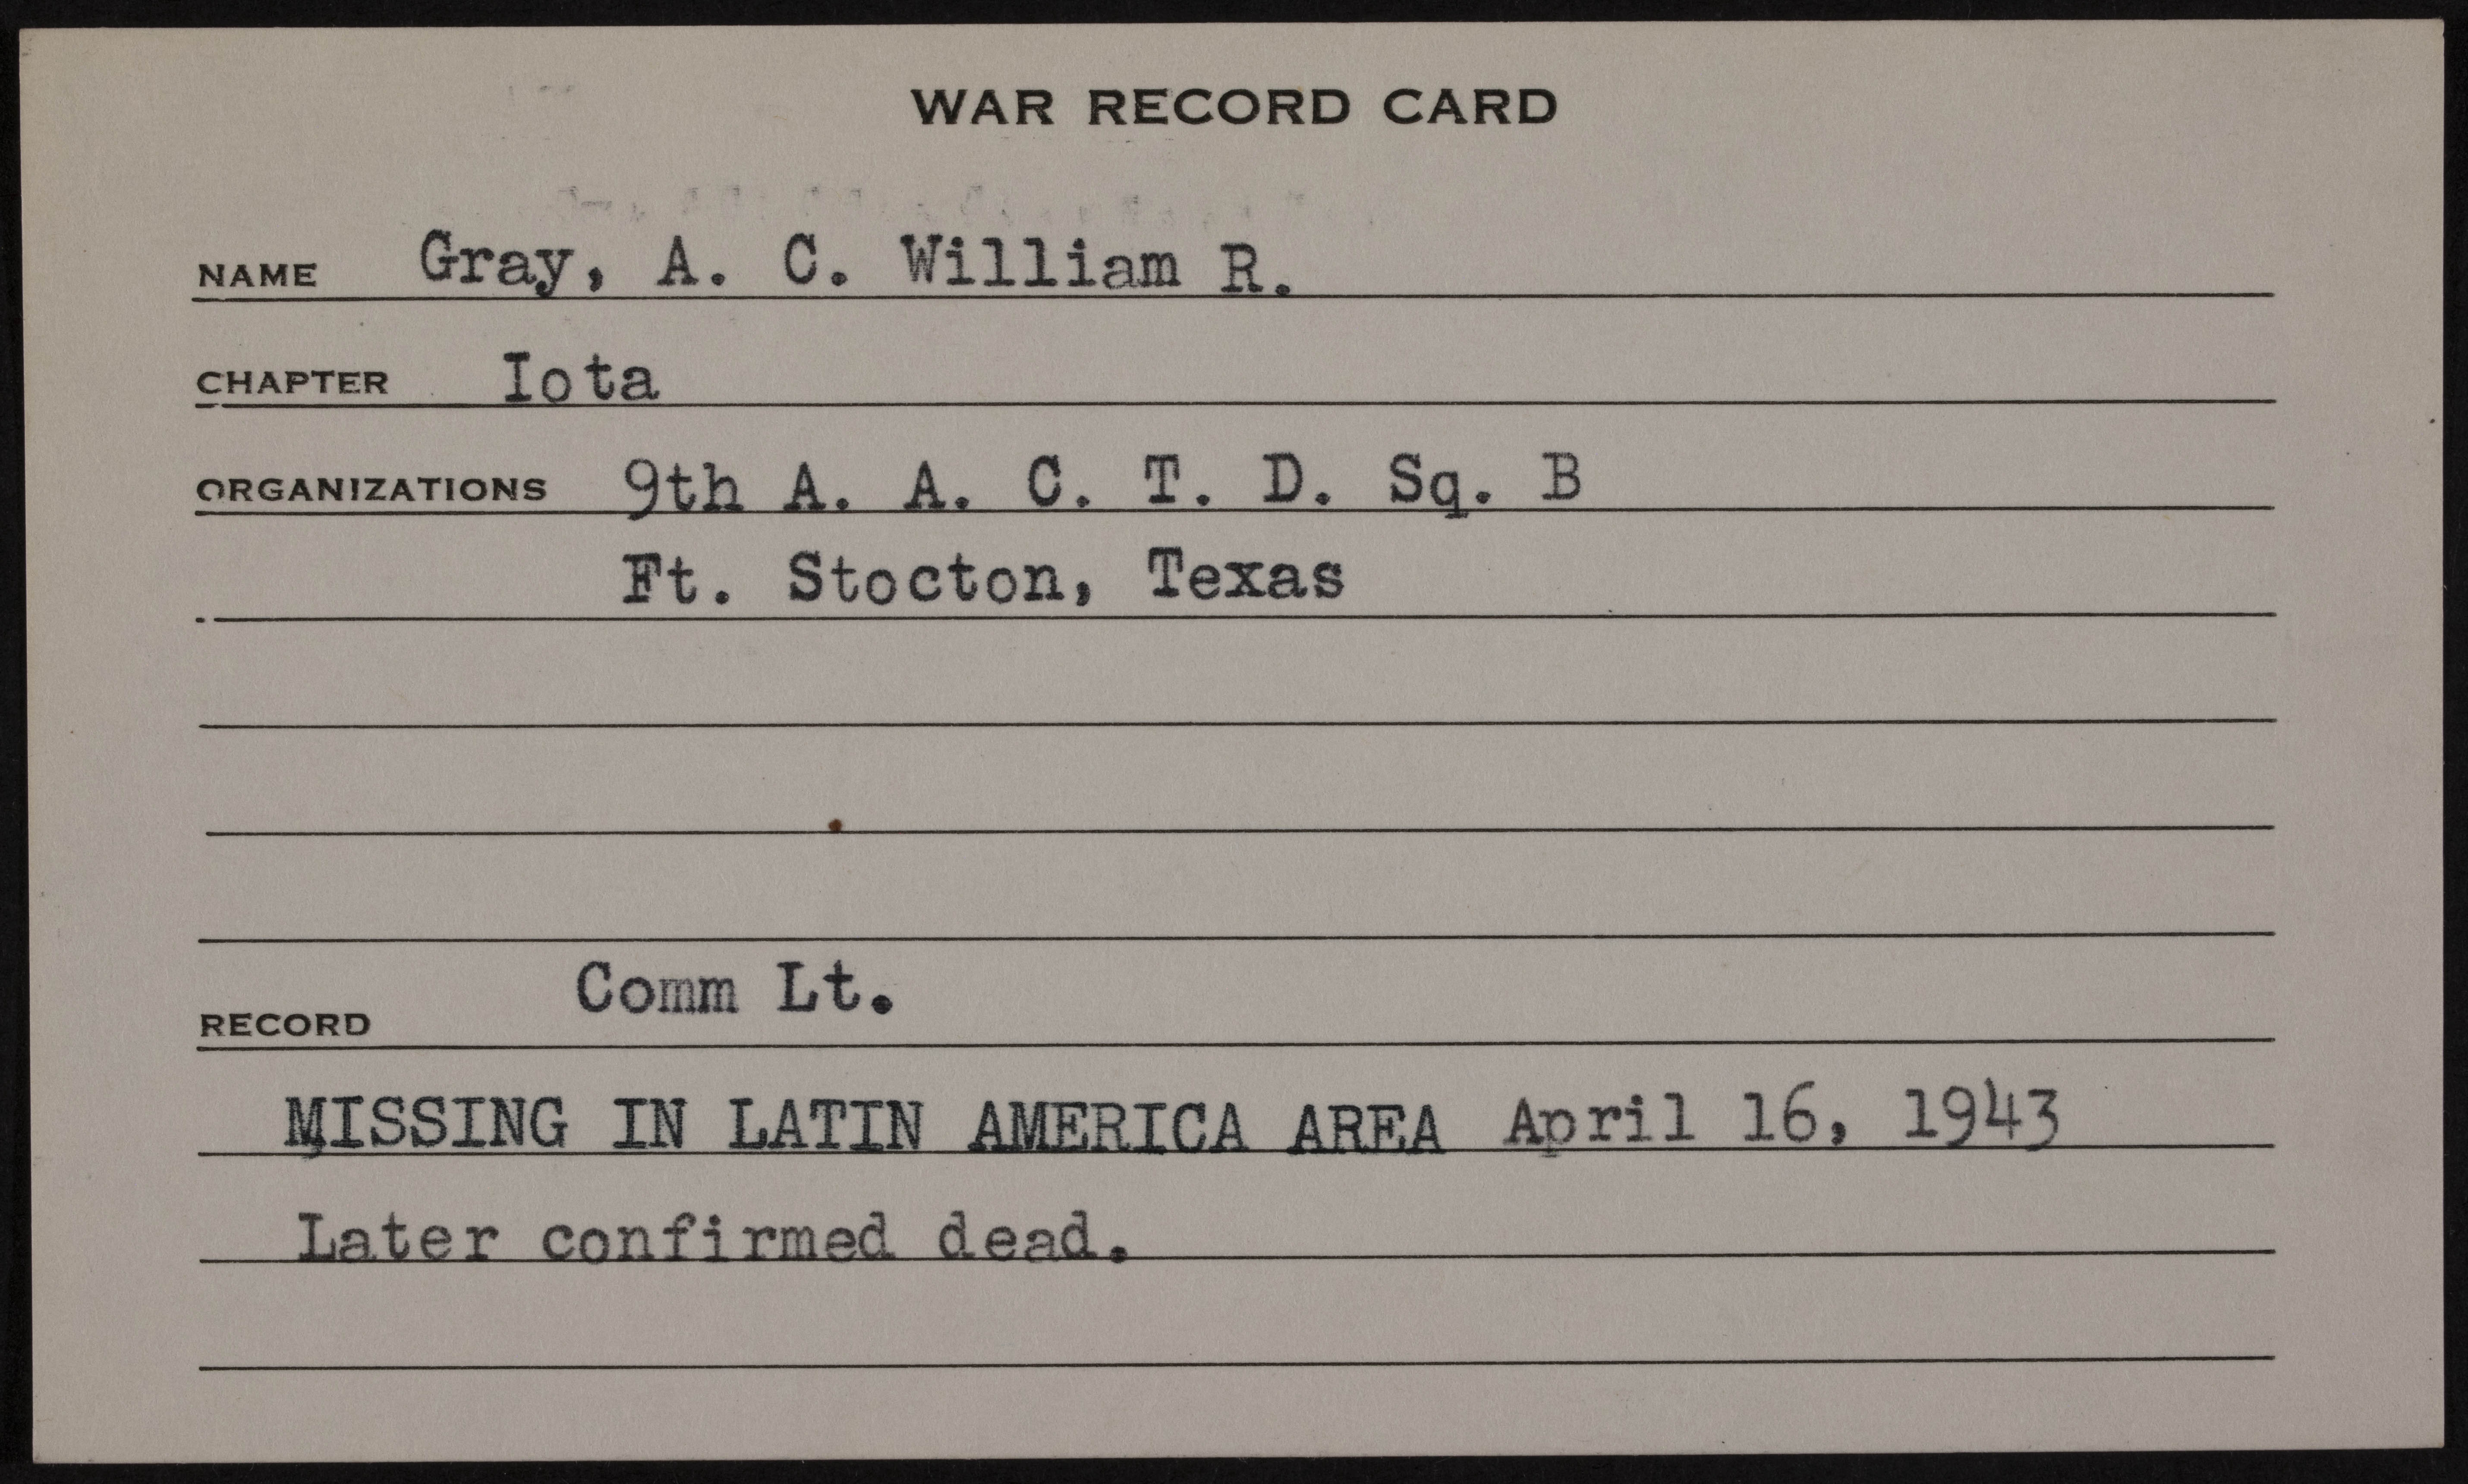 WAR RECORD CARD
NAME Gray, A. C. William R.
CHAPTER Iota
ORGANIZATIONS 9th A. A. C. T. D. Sq. B
Ft. Stocton, Texas
RECORD Comm Lt.
MISSING IN LATIN AMERICA AREA April 16, 1943
Later confirmed dead.